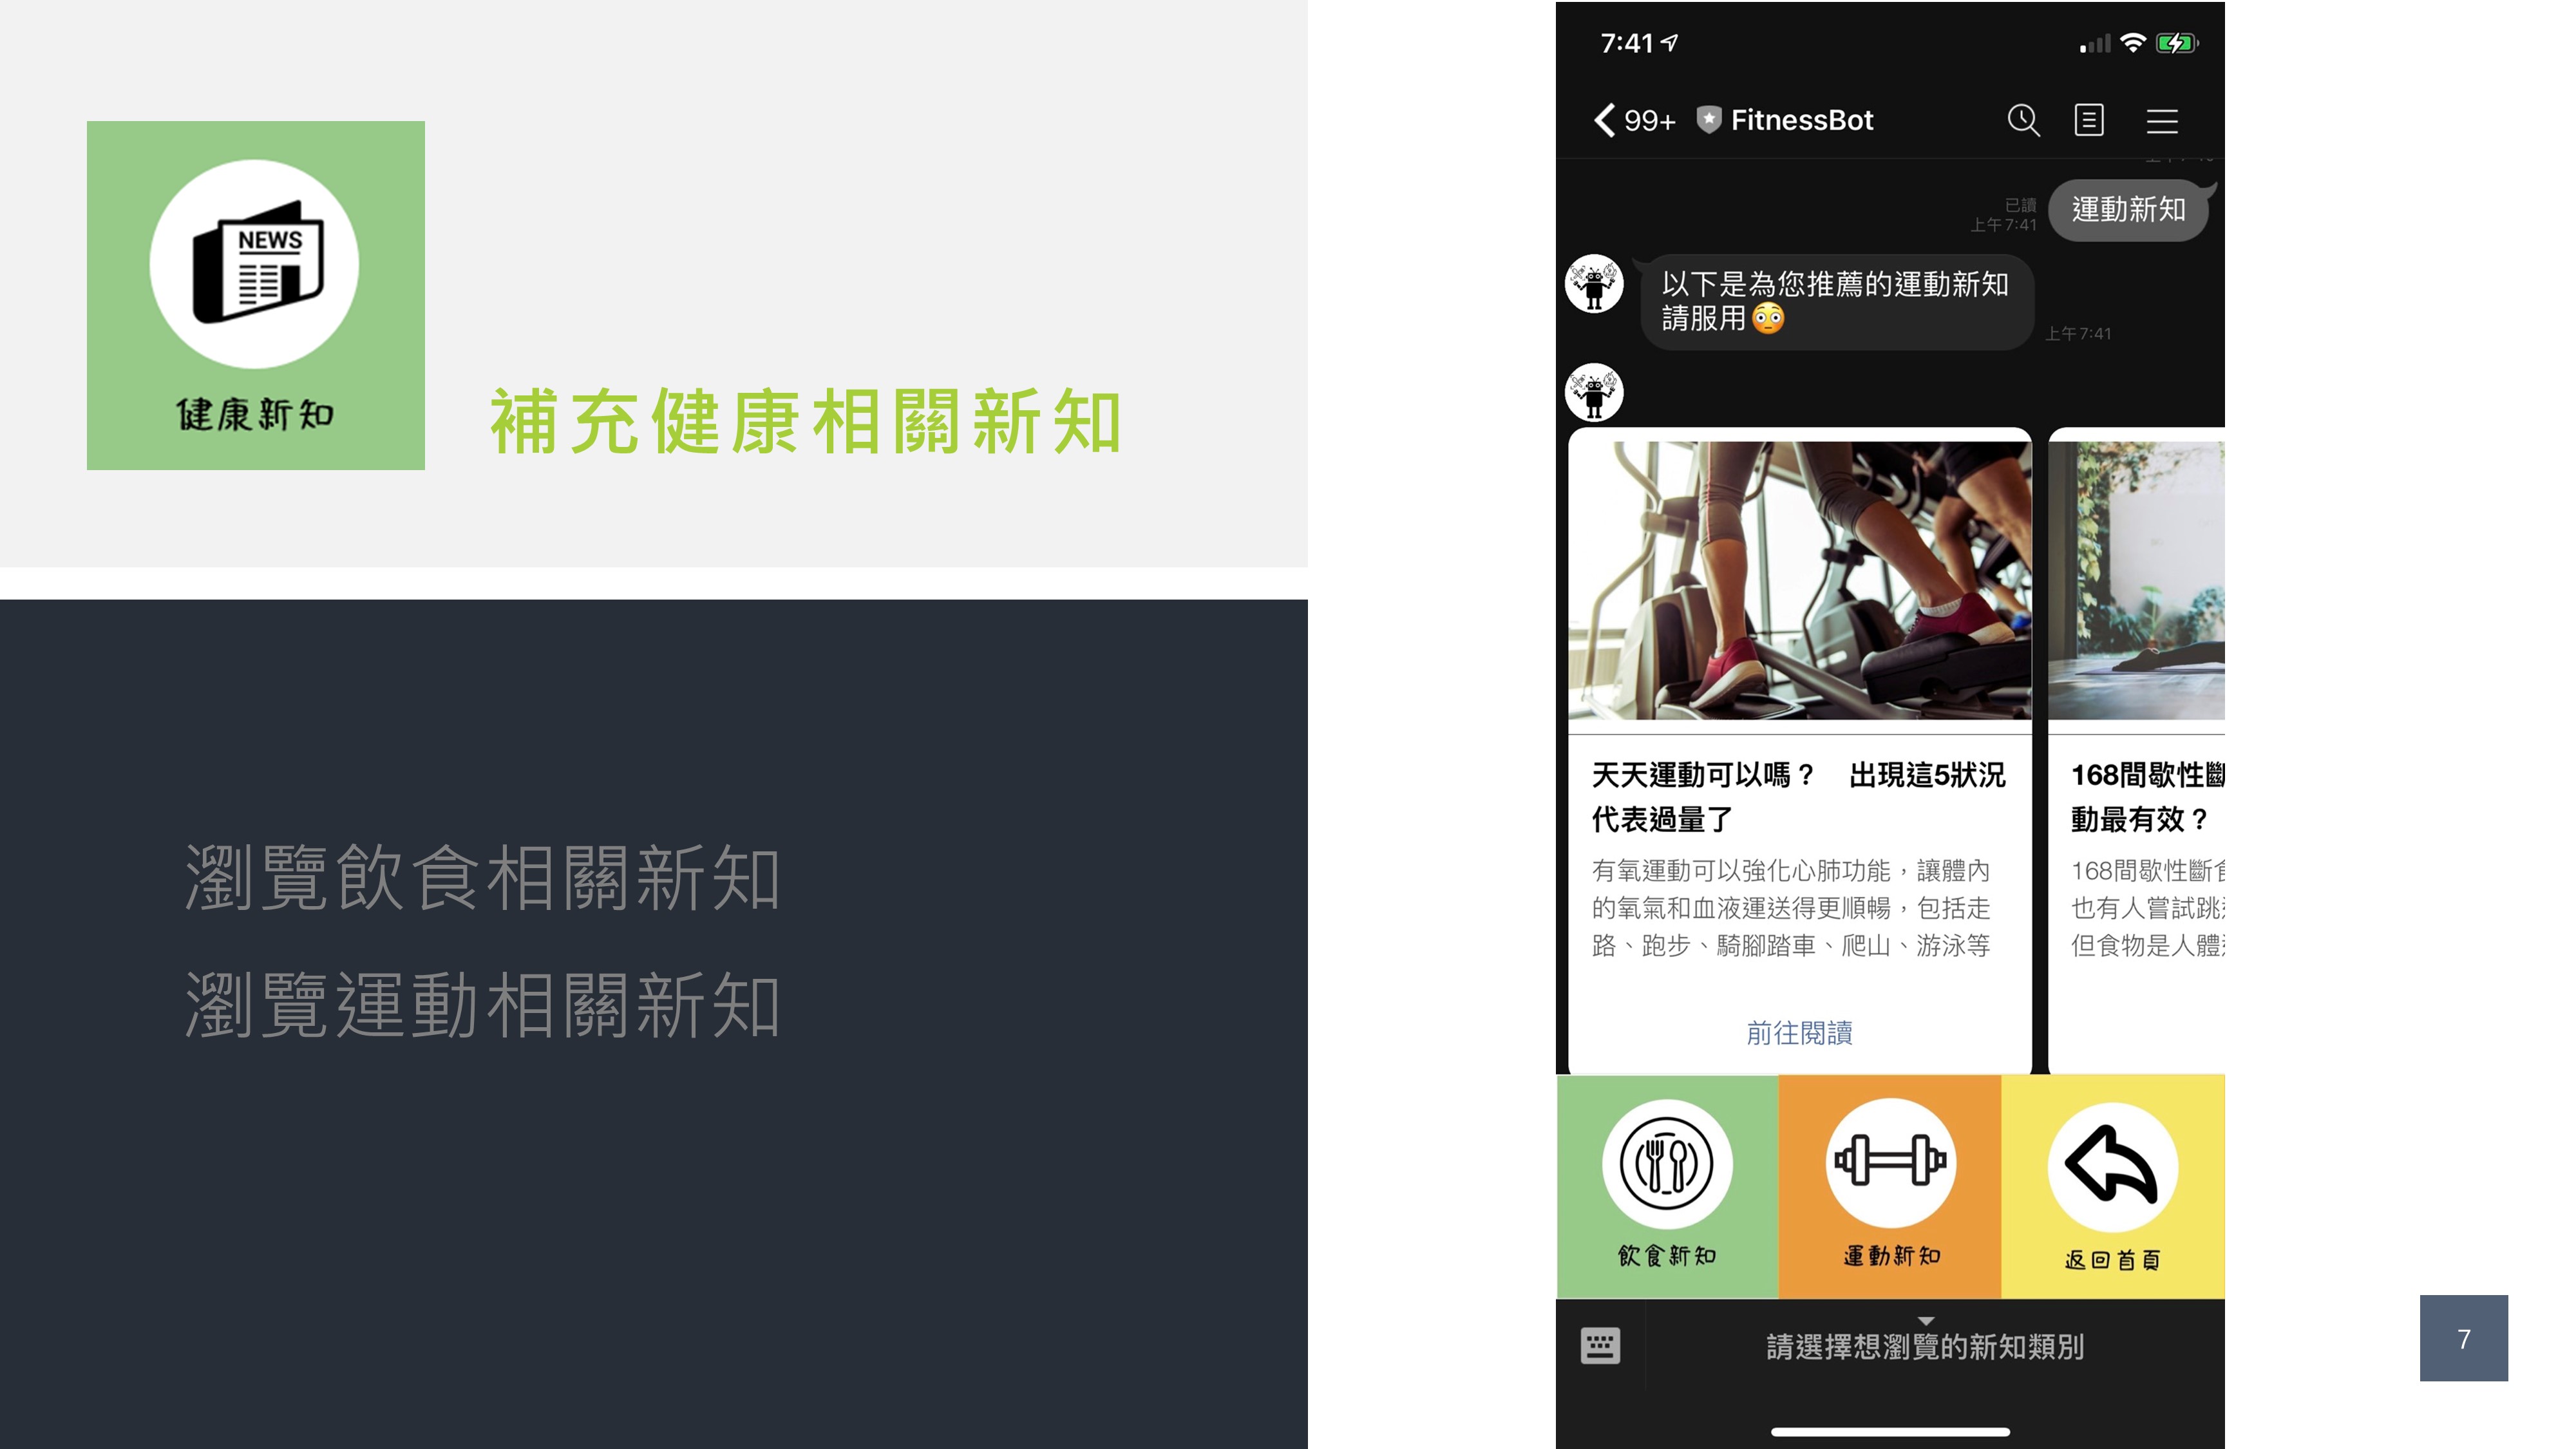 NEWS
健康新知
補充健康相關新知
瀏覽飲食相關新知
瀏覽運動相關新知
7:41
99+ FitnessBot
運動新知
已讀
上午7:41
以下是為您推薦的運動新知
請服用😳
上午7:41
天天運動可以嗎？ 出現這5狀況
代表過量了
有氧運動可以強化心肺功能，讓體內
的氧氣和血液運送得更順暢，包括走
路、跑步、騎腳踏車、爬山、游泳等
前往閱讀
168間歇性斷
動最有效？
168間歇性斷食
也有人嘗試跳
但食物是人體
飲食新知
運動新知
返回首頁
請選擇想瀏覽的新知類別
7